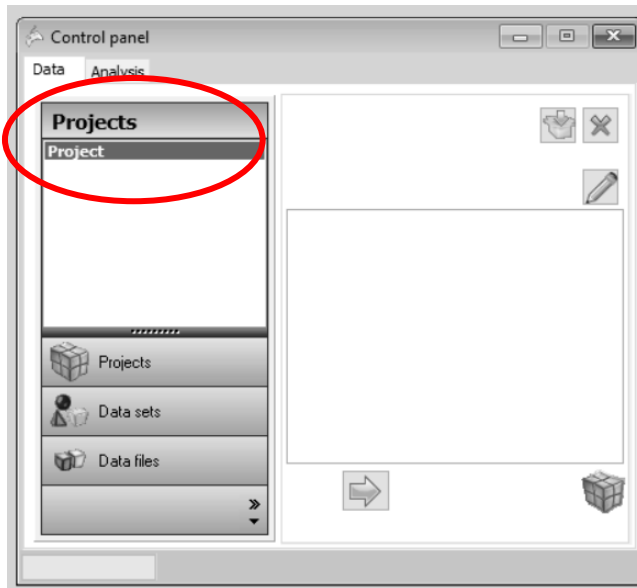 Control panel
Data Analysis
Projects
Project
Projects
Data sets
Data files